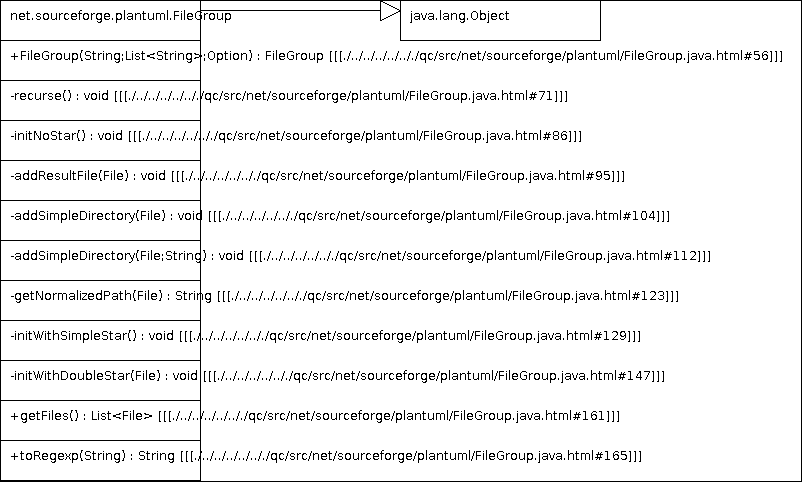 net.sourceforge.plantuml.FileGroup
java.lang.Object
+FileGroup(String;List<String>;Option) : FileGroup [[[./../../../../../../qc/src/net/sourceforge/plantuml/FileGroup.java.html#56]]]
-recurse() : void [[[./../../../../../../qc/src/net/sourceforge/plantuml/FileGroup.java.html#71]]]
-initNoStar() : void [[[./../../../../../../qc/src/net/sourceforge/plantuml/FileGroup.java.html#86]]]
-addResultFile(File) : void [[[./../../../../../../qc/src/net/sourceforge/plantuml/FileGroup.java.html#95]]]
-addSimpleDirectory(File) : void [[[./../../../../../../qc/src/net/sourceforge/plantuml/FileGroup.java.html#104]]]
-addSimpleDirectory(File;String) : void [[[./../../../../../../qc/src/net/sourceforge/plantuml/FileGroup.java.html#112]]]
-getNormalizedPath(File) : String [[[./../../../../../../qc/src/net/sourceforge/plantuml/FileGroup.java.html#123]]]
-initWithSimpleStar() : void [[[./../../../../../../qc/src/net/sourceforge/plantuml/FileGroup.java.html#129]]]
-initWithDoubleStar(File) : void [[[./../../../../../../qc/src/net/sourceforge/plantuml/FileGroup.java.html#147]]]
+getFiles() : List<File> [[[./../../../../../../qc/src/net/sourceforge/plantuml/FileGroup.java.html#161]]]
+toRegexp(String) : String [[[./../../../../../../qc/src/net/sourceforge/plantuml/FileGroup.java.html#165]]]